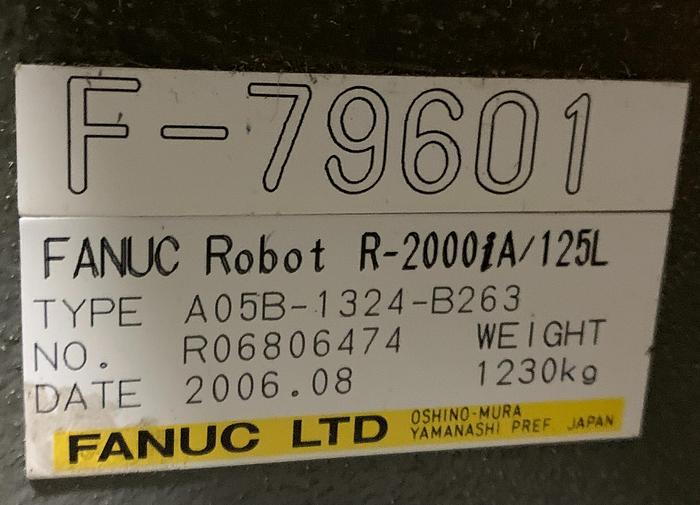 F-79601
FANUC Robot R-2000iA/125L
TYPE A05B-1324-B263
NO. R06806474 WEIGHT
DATE 2006.08 1230kg
FANUC LTD OSHINO-MURA
YAMANASHI PREF. JAPAN